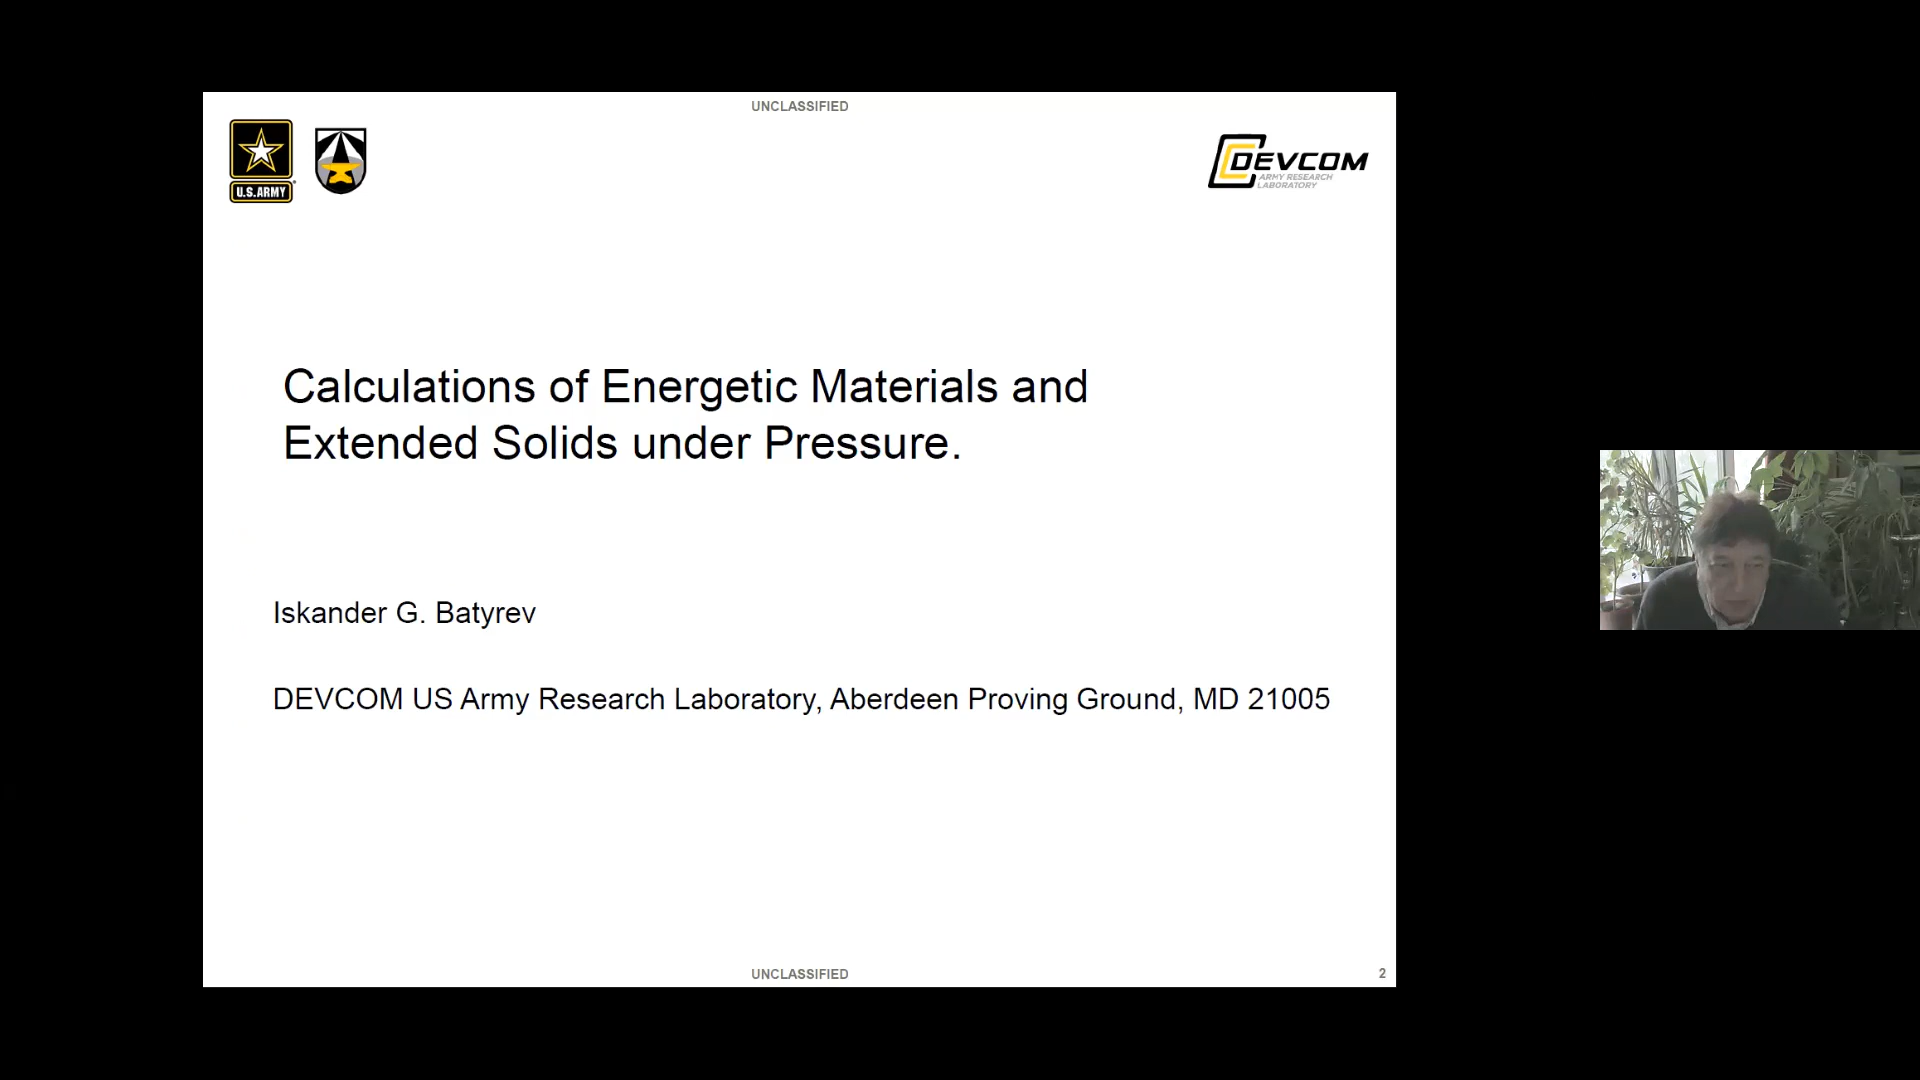 UNCLASSIFIED
U.S.ARMY
DEVCOM
ARMY RESEARCH
LABORATORY
Calculations of Energetic Materials and
Extended Solids under Pressure.
Iskander G. Batyrev
DEVCOM US Army Research Laboratory, Aberdeen Proving Ground, MD 21005
UNCLASSIFIED
2